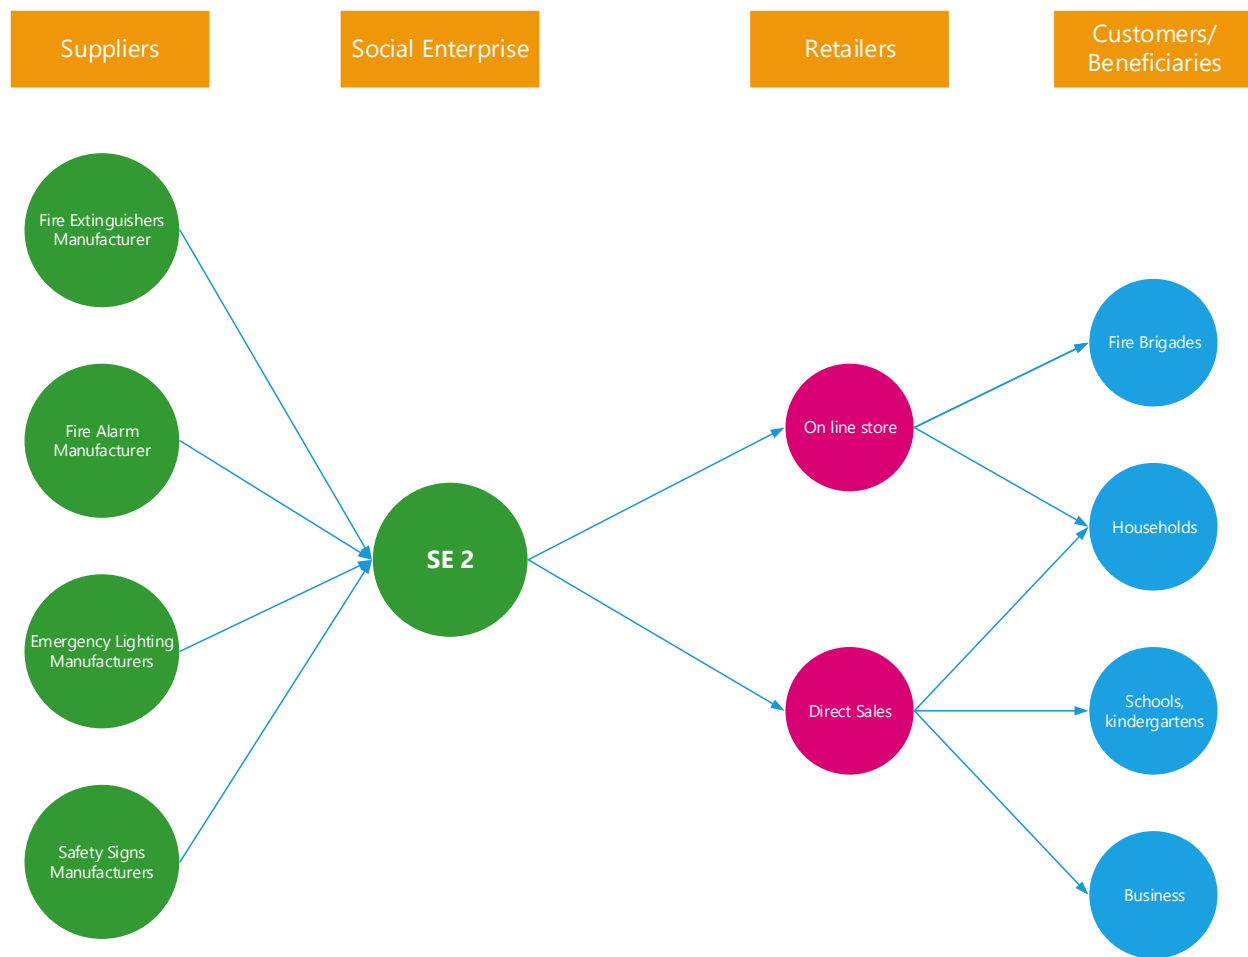 Suppliers
Social Enterprise
Retailers
Customers/
Beneficiaries
Fire Extinguishers
Manufacturer
Fire Alarm
Manufacturer
Emergency Lighting
Manufacturers
Safety Signs
Manufacturers
SE 2
On line store
Direct Sales
Fire Brigades
Households
Schools,
kindergartens
Business